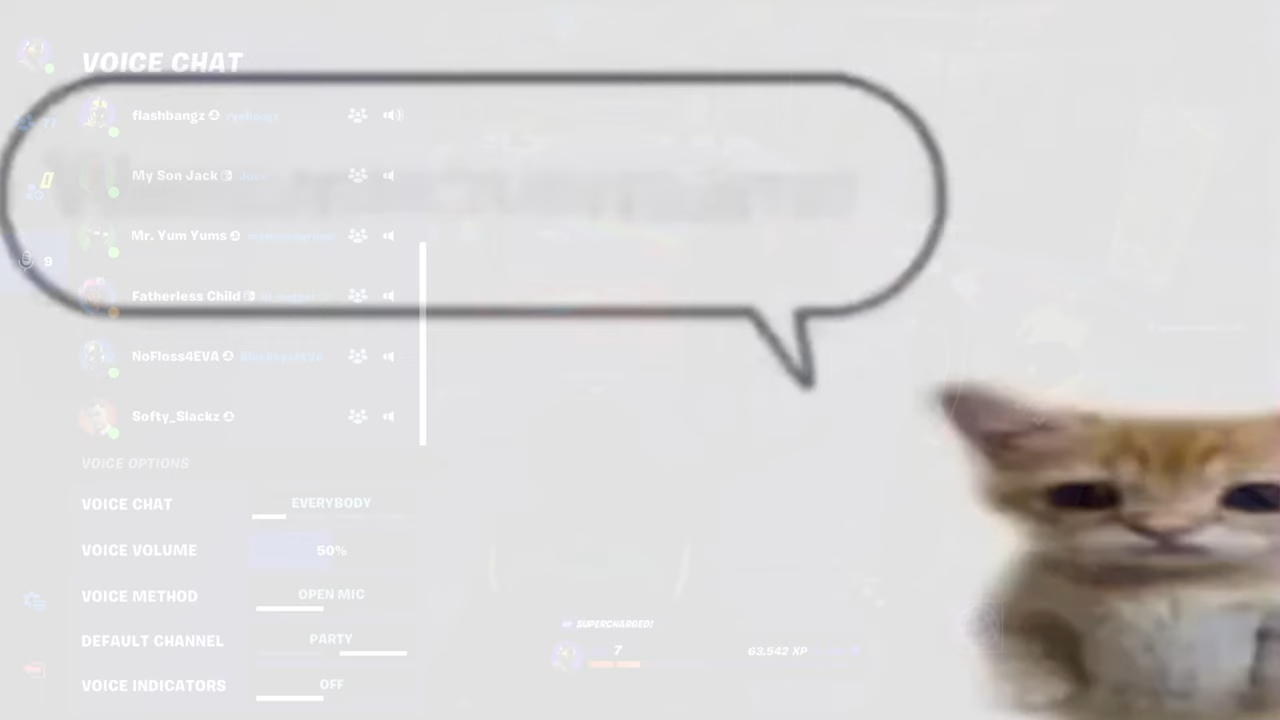 VOICE CHAT
flashbangz
My Son Jack
Mr. Yum Yums
9
Fatherless Child
NoFloss4EVA
Softy_Slackz
VOICE OPTIONS
VOICE CHAT EVERYBODY
VOICE VOLUME 50%
VOICE METHOD OPEN MIC
SUPERCHARGED!
DEFAULT CHANNEL PARTY
7 63,542 XP
VOICE INDICATORS OFF